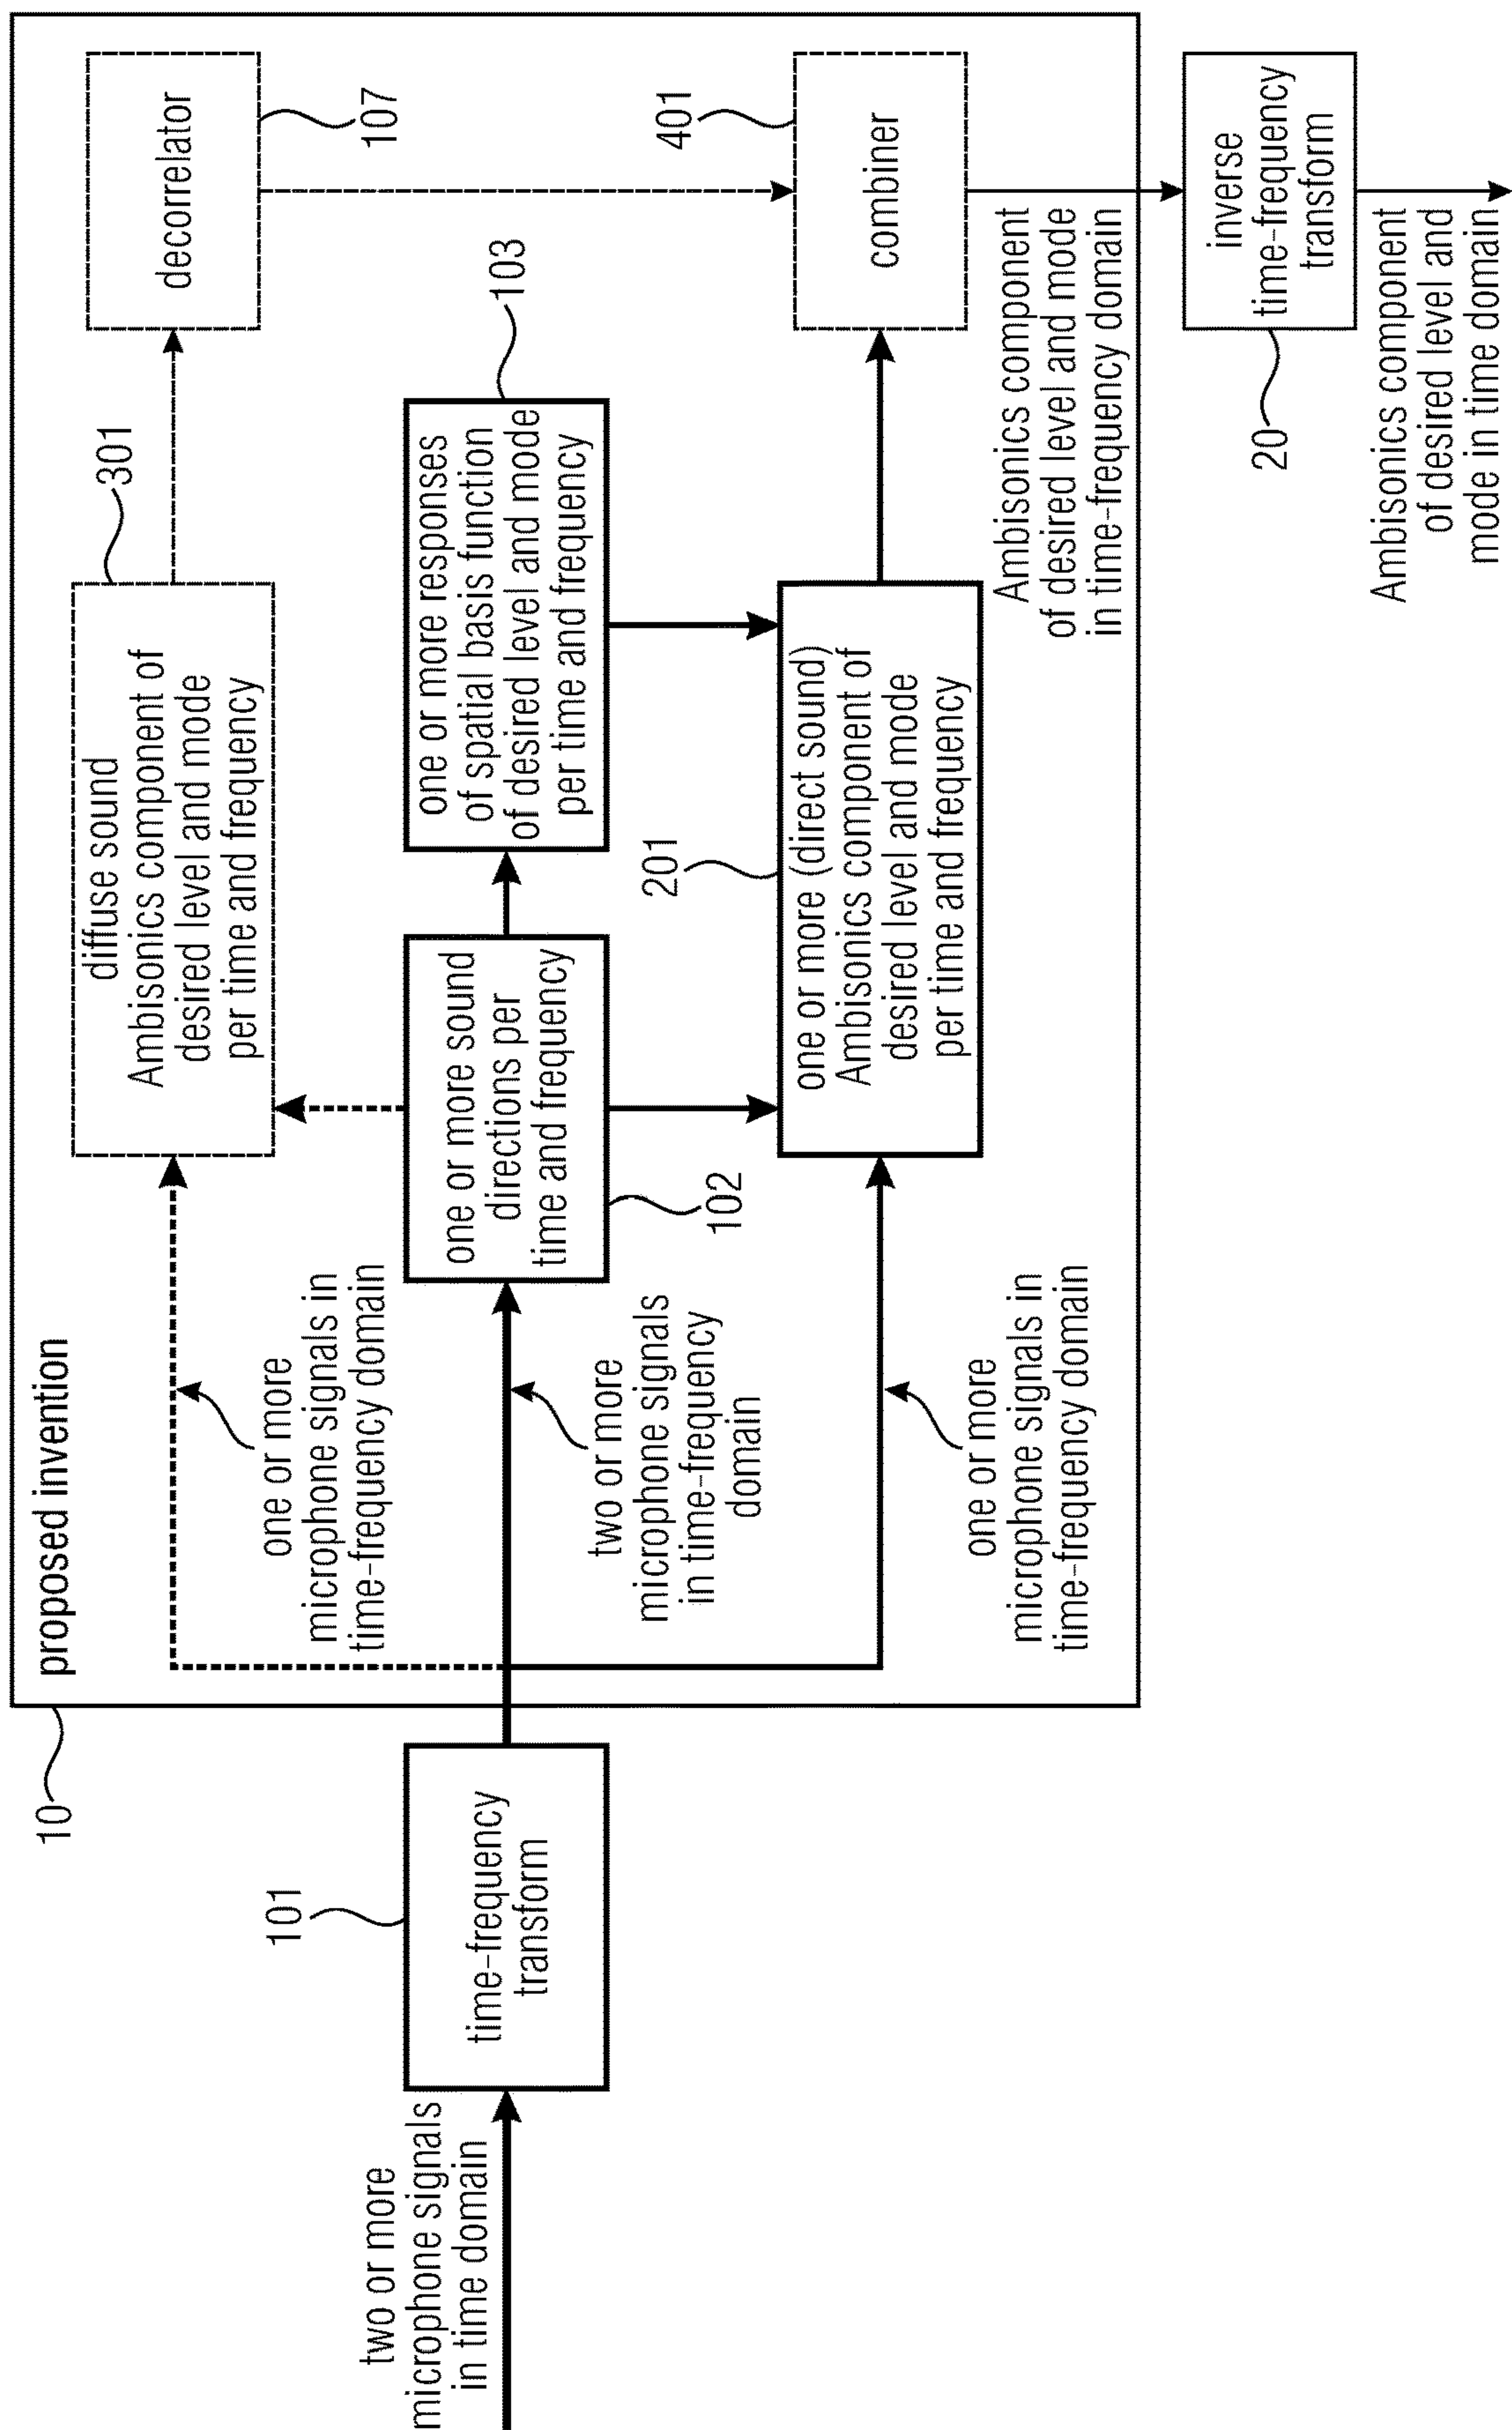 proposed invention
10
two or more
microphone signals
in time domain
101
time-frequency
transform
one or more
microphone signals in
time-frequency domain
two or more
microphone signals
in time-frequency
domain
one or more
microphone signals in
time-frequency domain
102
one or more sound
directions per
time and frequency
301
diffuse sound
Ambisonics component of
desired level and mode
per time and frequency
103
one or more responses
of spatial basis function
of desired level and mode
per time and frequency
201
one or more (direct sound)
Ambisonics component of
desired level and mode
per time and frequency
decorrelator
107
401
combiner
Ambisonics component
of desired level and mode
in time-frequency domain
inverse
time-frequency
transform
20
Ambisonics component
of desired level and
mode in time domain